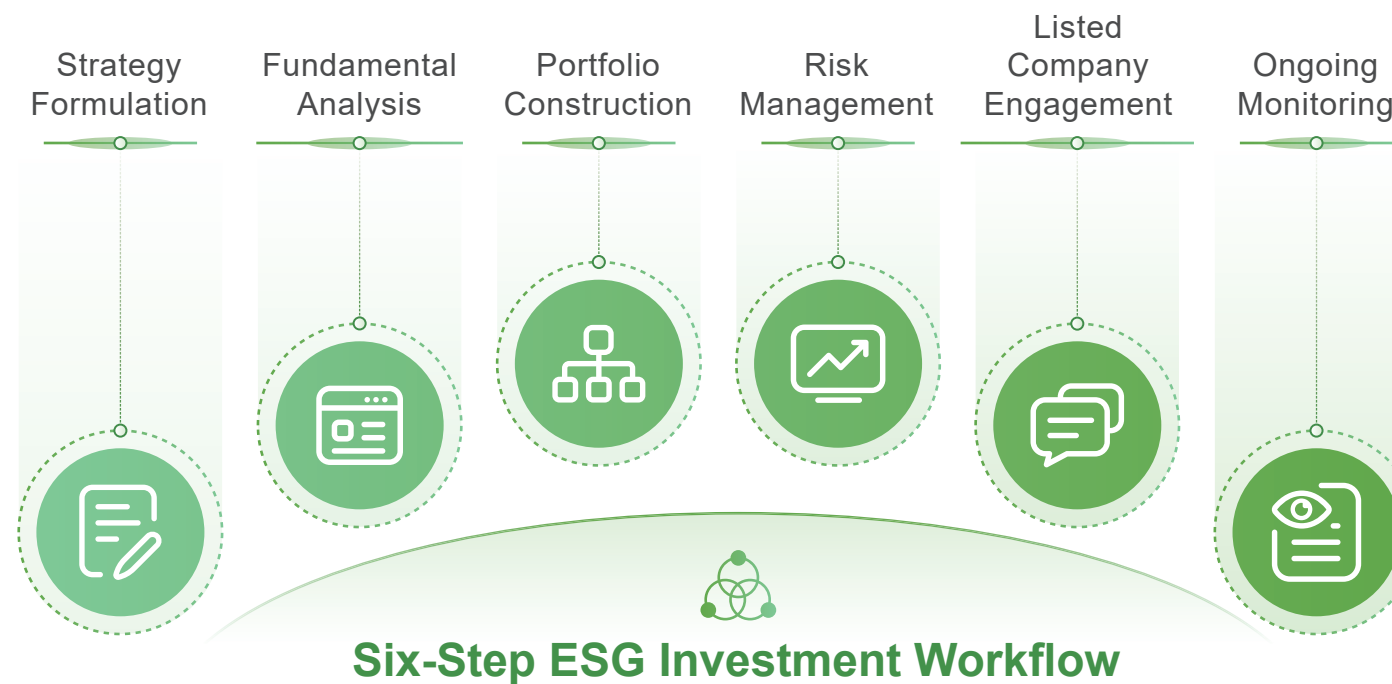 Strategy
Formulation
Fundamental
Analysis
Portfolio
Construction
Risk
Management
Listed
Company
Engagement
Ongoing
Monitoring
Six-Step ESG Investment Workflow